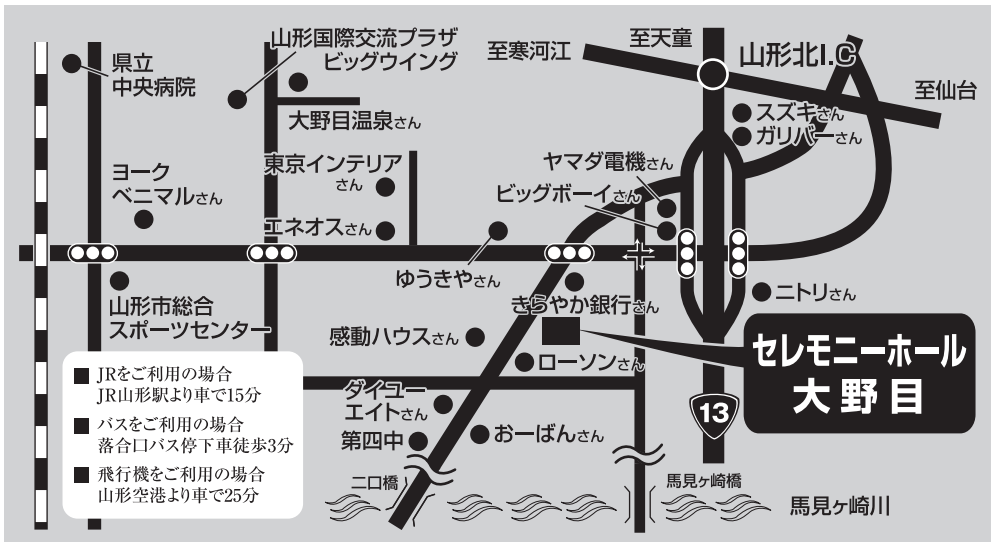 山形国際交流プラザ
ビッグウイング
至天童
至寒河江
山形北I.C
県立
中央病院
至仙台
大野目温泉さん
スズキさん
ガリバーさん
東京インテリア
さん
ヤマダ電機さん
ヨーク
ベニマルさん
ビッグボーイさん
エネオスさん
ゆうきやさん
山形市総合
スポーツセンター
きらやか銀行さん
ニトリさん
感動ハウスさん
セレモニーホール
大野目
ローソンさん
■ JRをご利用の場合
JR山形駅より車で15分
■ バスをご利用の場合
落合口バス停下車徒歩3分
■ 飛行機をご利用の場合
山形空港より車で25分
ダイユー
エイトさん
13
第四中
おーばんさん
二口橋
馬見ヶ崎橋
馬見ヶ崎川